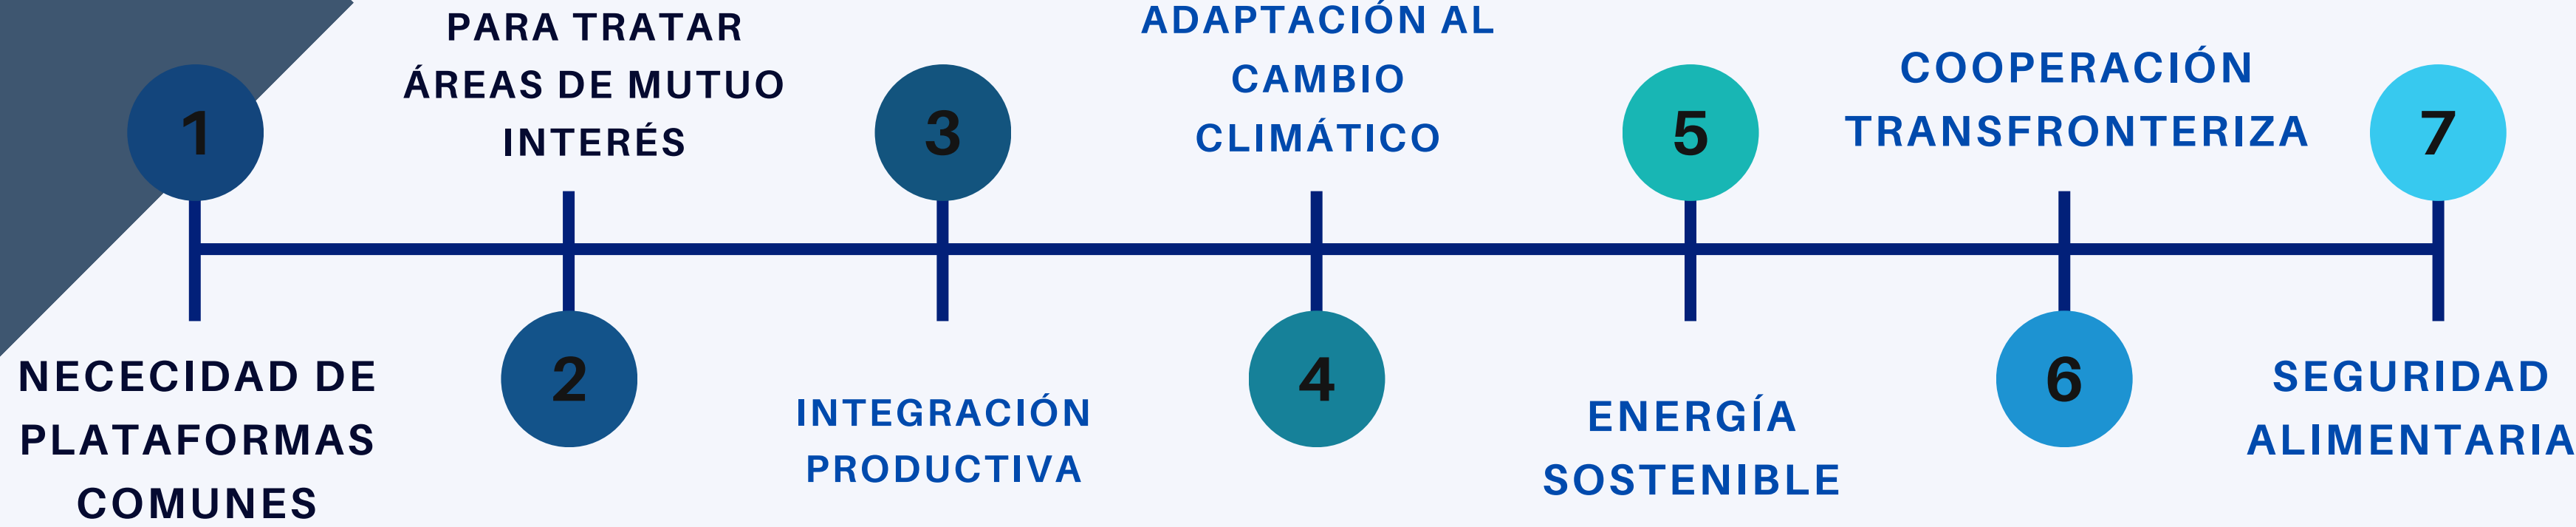 1
NECECIDAD DE
PLATAFORMAS
COMUNES
PARA TRATAR
ÁREAS DE MUTUO
INTERÉS
2
3
INTEGRACIÓN
PRODUCTIVA
ADAPTACIÓN AL
CAMBIO
CLIMÁTICO
4
5
ENERGÍA
SOSTENIBLE
COOPERACIÓN
TRANSFRONTERIZA
6
7
SEGURIDAD
ALIMENTARIA